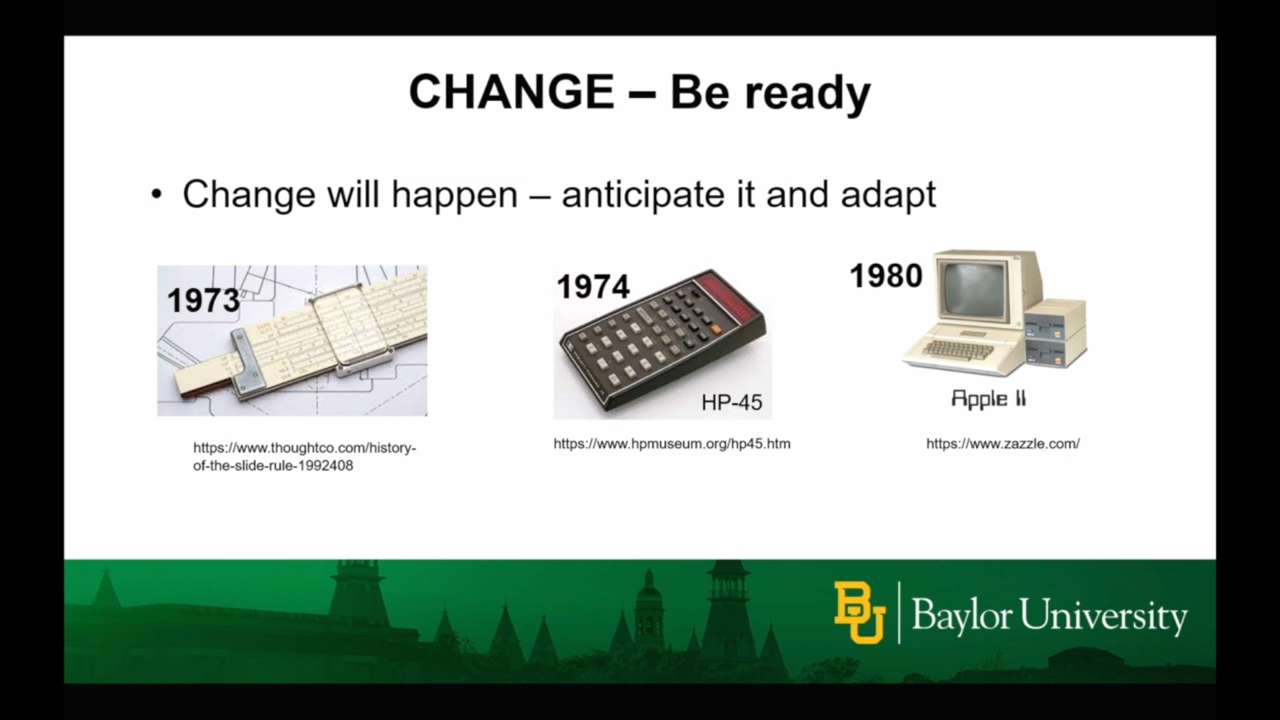 CHANGE – Be ready
• Change will happen – anticipate it and adapt
1973
1974
1980
HP-45
Apple II
https://www.thoughtco.com/history-
of-the-slide-rule-1992408
https://www.hpmuseum.org/hp45.htm
https://www.zazzle.com/
BU
Baylor University